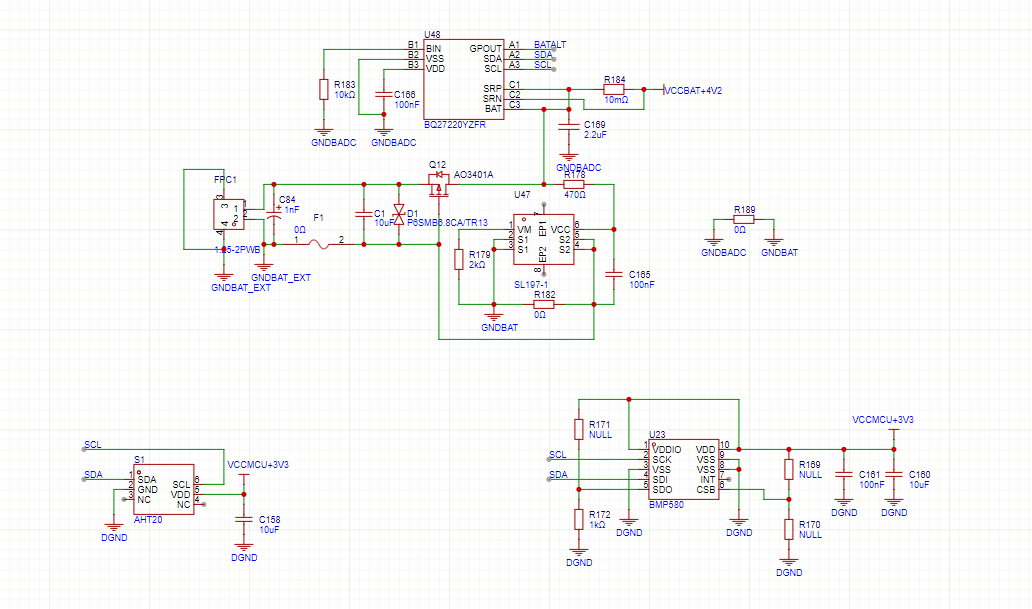 U48
B1 BIN GPOUT A1 BATALT
B2 VSS SDA A2 SDA
B3 VDD SCL A3 SCL
SRP C1
SRN C2
BAT C3
BQ27220YZFR
R183
10kΩ
C166
100nF
GNDBADC
GNDBADC
R184
10mΩ
VCCBAT+4V2
C169
2.2uF
GNDBADC
R178
470Ω
Q12
AO3401A
FPC1
3
3 1 1
4 2 2
4
1.25-2PWB
C84
+
1nF
0Ω
F1
1 2
C1
10uF
D1
P6SMB6.8CA/TR13
GNDBAT_EXT
GNDBAT_EXT
U47
7
EP1
1 VM VCC 6
2 S1 S2 5
3 S1 S2 4
EP2
8
SL197-1
R179
2kΩ
R182
0Ω
C165
100nF
GNDBAT
R189
0Ω
GNDBADC
GNDBAT
SCL
SDA
S1
1 SDA SCL 6
2 GND VDD 5
3 NC NC 4
AHT20
DGND
VCCMCU+3V3
C158
10uF
DGND
R171
NULL
SCL
SDA
R172
1kΩ
DGND
U23
1 VDDIO VDD 10
2 SCK VSS 9
3 VSS VSS 8
4 SDI INT 7
5 SDO CSB 6
BMP580
DGND
DGND
R169
NULL
R170
NULL
DGND
VCCMCU+3V3
C161
100nF
DGND
C160
10uF
DGND